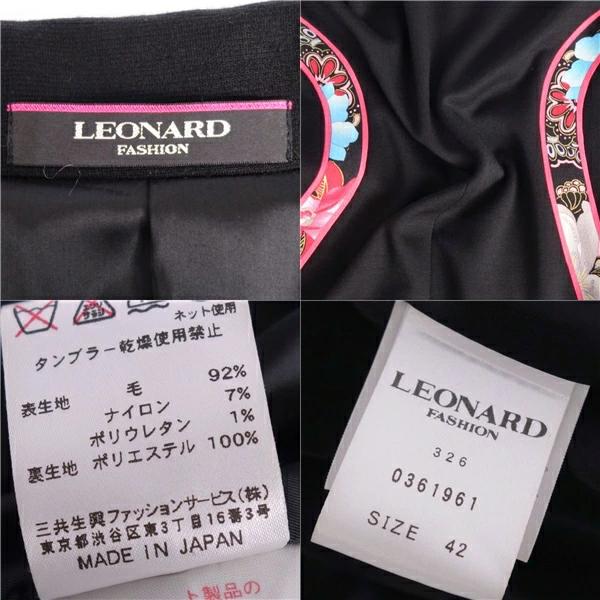 LEONARD
FASHION
ネット使用
タンブラー乾燥使用禁止
表生地 毛 92%
ナイロン 7%
ポリウレタン 1%
裏生地 ポリエステル 100%
三共生興ファッションサービス(株)
東京都渋谷区東3丁目16番3号
MADE IN JAPAN
ト製品の
LEONARD
FASHION
326
0361961
SIZE 42